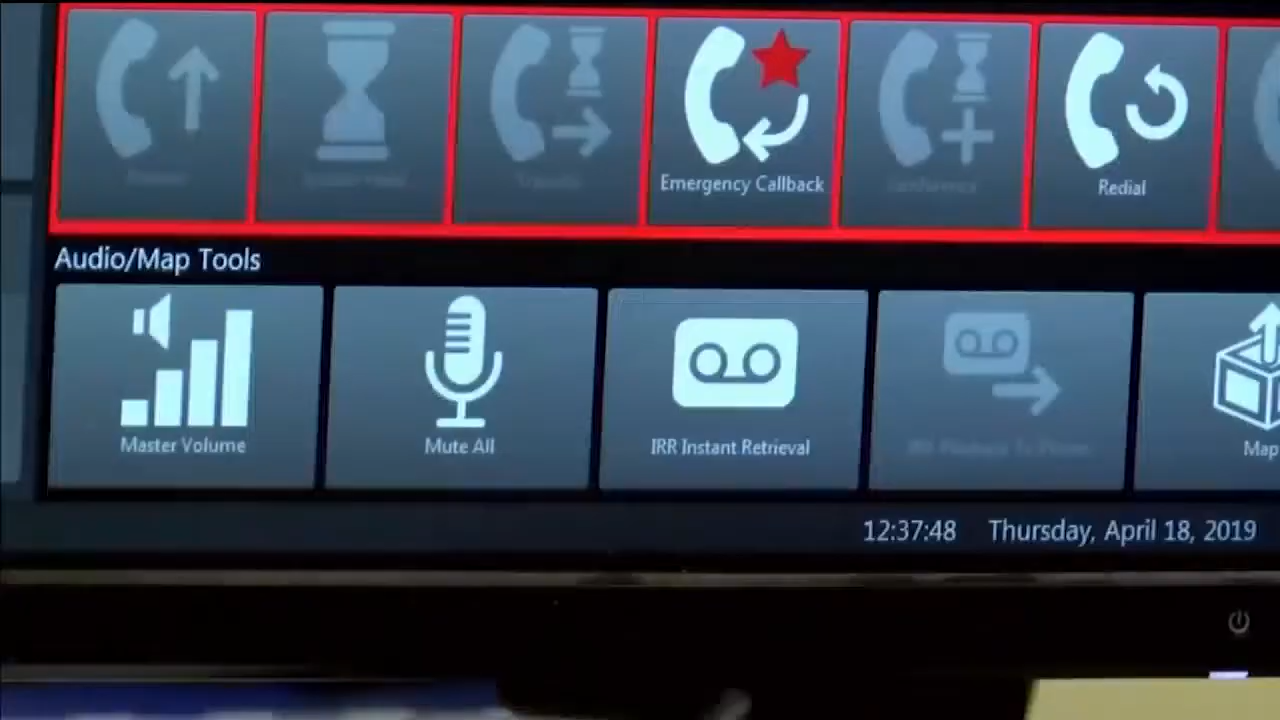 Emergency Callback
Redial
Audio/Map Tools
Master Volume
Mute All
IRR Instant Retrieval
Map
12:37:48 Thursday, April 18, 2019